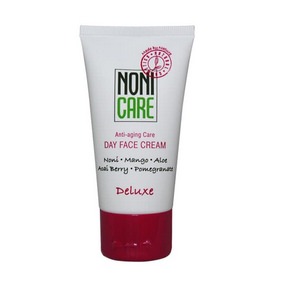 NONI
CARE
Anti-aging Care
DAY FACE CREAM
Noni • Mango • Aloe
Acai Berry • Pomegranate
Deluxe